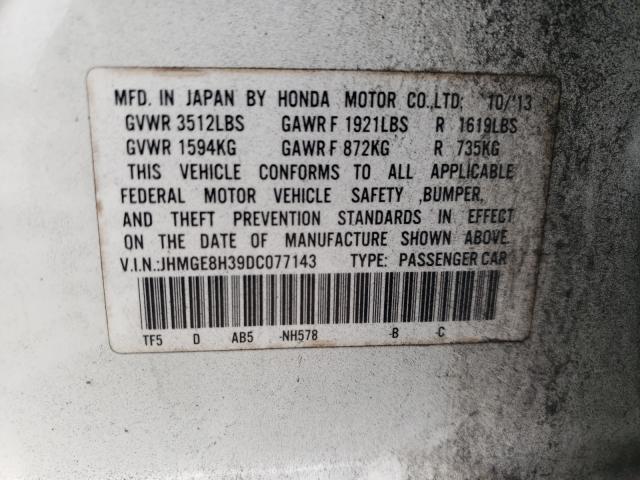 MFD. IN JAPAN BY HONDA MOTOR CO.,LTD; 10/'13
GVWR 3512LBS GAWR F 1921LBS R 1619LBS
GVWR 1594KG GAWR F 872KG R 735KG
THIS VEHICLE CONFORMS TO ALL APPLICABLE
FEDERAL MOTOR VEHICLE SAFETY ,BUMPER,
AND THEFT PREVENTION STANDARDS IN EFFECT
ON THE DATE OF MANUFACTURE SHOWN ABOVE.
V.I.N.:JHMGE8H39DC077143 TYPE: PASSENGER CAR
TF5 D AB5 -NH578 -B -C